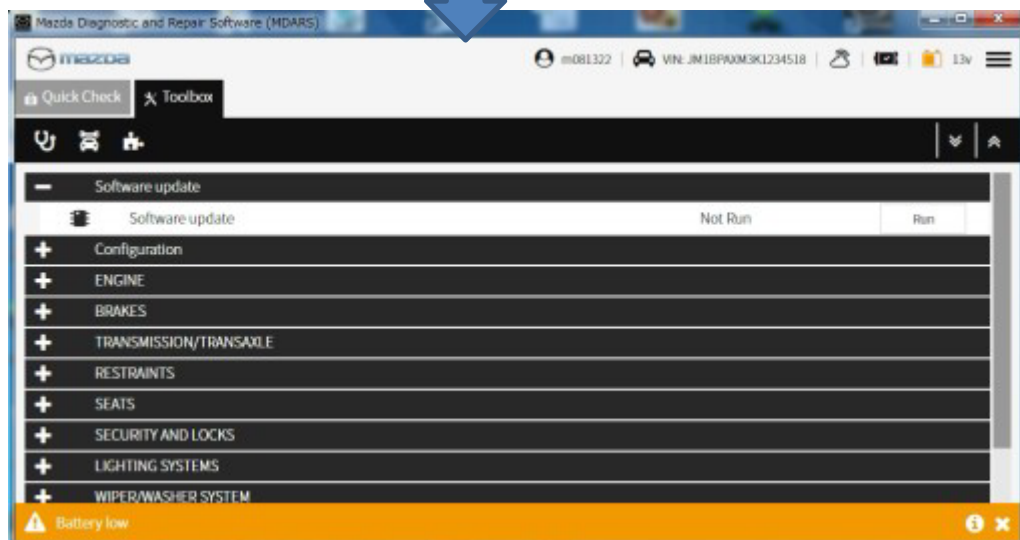 Mazda Diagnostic and Repair Software (MDARS)
mazda
m081322 | VIN: JM1BPAXM3K1234518 | 13v
Quick Check Toolbox
Software update
Software update Not Run Run
Configuration
ENGINE
BRAKES
TRANSMISSION/TRANSAXLE
RESTRAINTS
SEATS
SECURITY AND LOCKS
LIGHTING SYSTEMS
WIPER/WASHER SYSTEM
Battery low